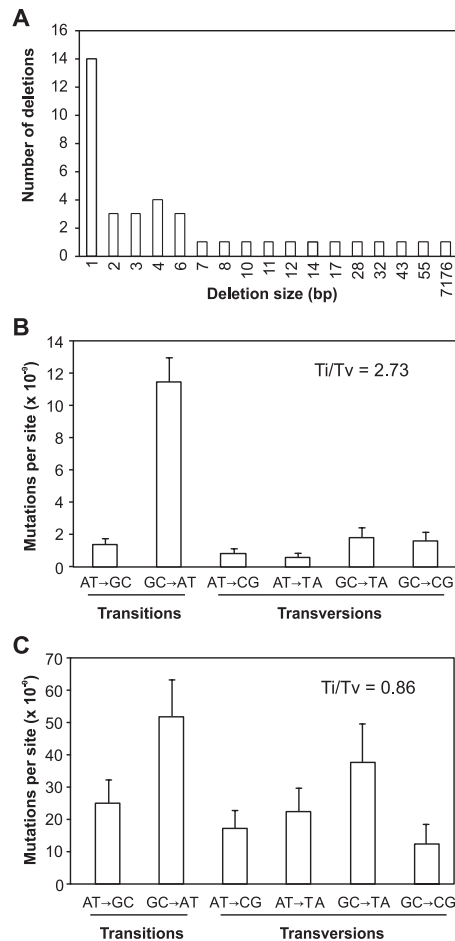 A
16
14
12
10
8
6
4
2
0
Number of deletions
1 2 3 4 6 7 8 10 11 12 14 17 28 32 43 55 7176
Deletion size (bp)
B
14
12
10
8
6
4
2
0
Mutations per site (x 10⁻⁹)
Ti/Tv = 2.73
AT→GC GC→AT AT→CG AT→TA GC→TA GC→CG
Transitions Transversions
C
70
60
50
40
30
20
10
0
Mutations per site (x 10⁻⁹)
Ti/Tv = 0.86
AT→GC GC→AT AT→CG AT→TA GC→TA GC→CG
Transitions Transversions